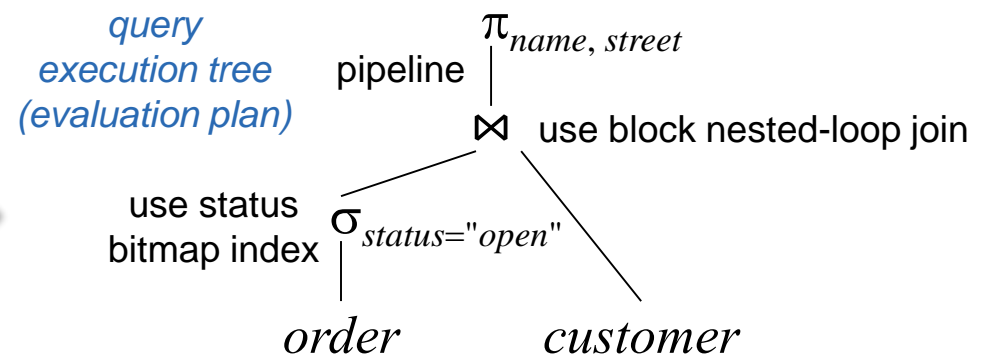 query
execution tree
(evaluation plan)
π name, street
pipeline
⋈ use block nested-loop join
use status
bitmap index
σ status="open"
order customer